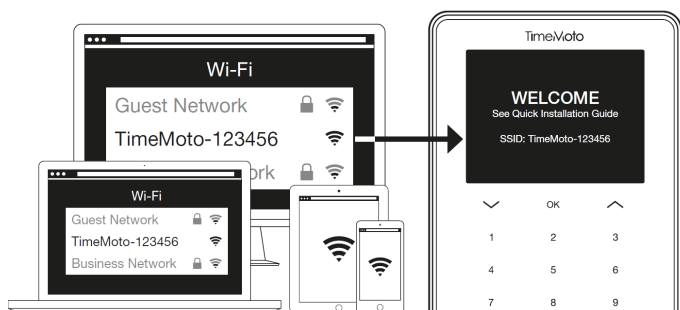 Wi-Fi
Guest Network
TimeMoto-123456
ork
Wi-Fi
Guest Network
TimeMoto-123456
Business Network
TimeMoto
WELCOME
See Quick Installation Guide
SSID: TimeMoto-123456
OK
1 2 3
4 5 6
7 8 9